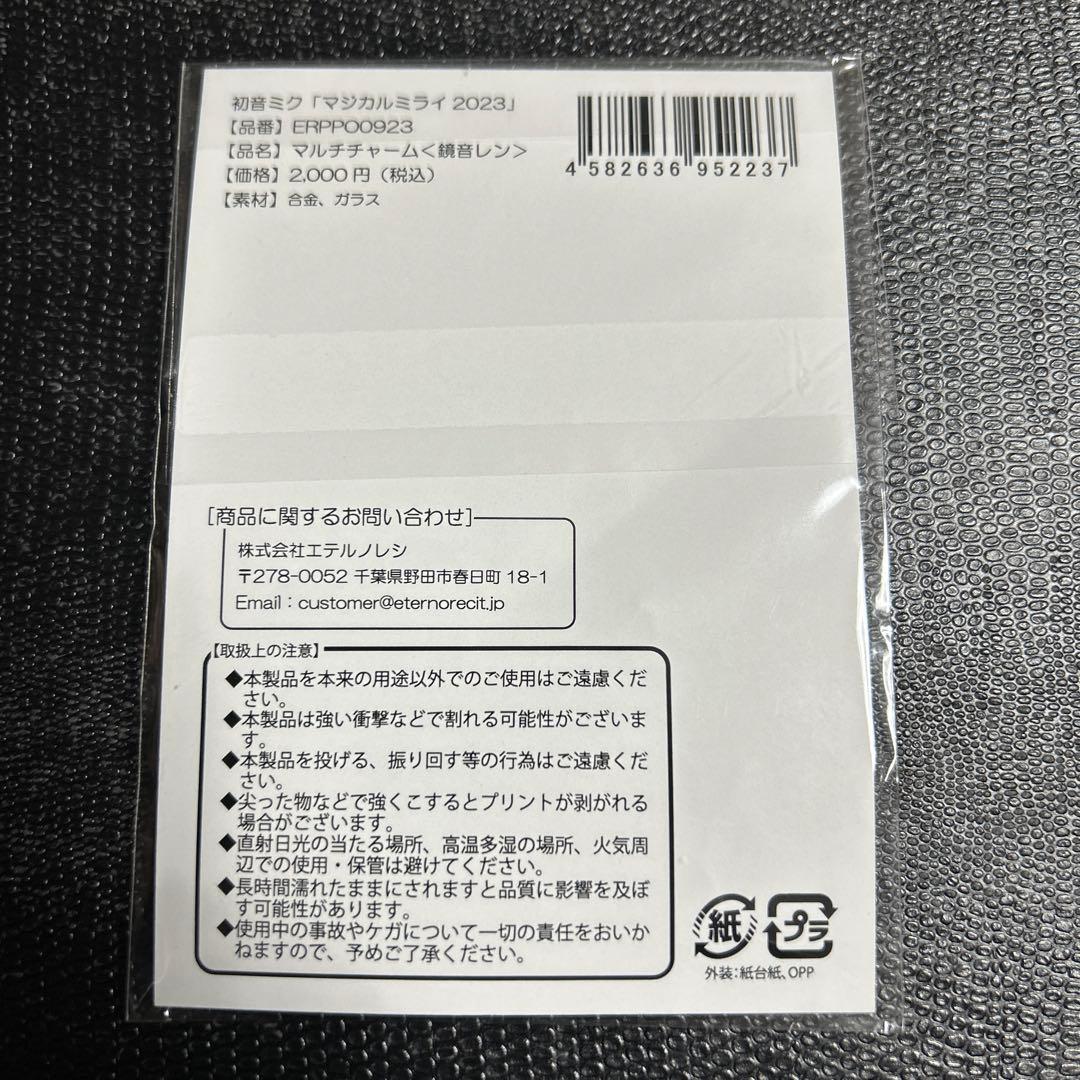 初音ミク「マジカルミライ 2023」
【品番】ERPPO0923
【品名】マルチチャーム<鏡音レン>
【価格】2,000円（税込）
【素材】合金、ガラス
4 582636 952237
[商品に関するお問い合わせ]
株式会社エテルノレシ
〒278-0052 千葉県野田市春日町 18-1
Email：customer@eternorecit.jp
【取扱上の注意】
◆本製品を本来の用途以外でのご使用はご遠慮くだ
さい。
◆本製品は強い衝撃などで割れる可能性がございま
す。
◆本製品を投げる、振り回す等の行為はご遠慮くだ
さい。
◆尖った物などで強くこするとプリントが剥がれる
場合がございます。
◆直射日光の当たる場所、高温多湿の場所、火気周
辺での使用・保管は避けてください。
◆長時間濡れたままにされますと品質に影響を及ぼ
す可能性があります。
◆使用中の事故やケガについて一切の責任をおいか
ねますので、予めご了承ください。
紙 プラ
外装：紙台紙、OPP